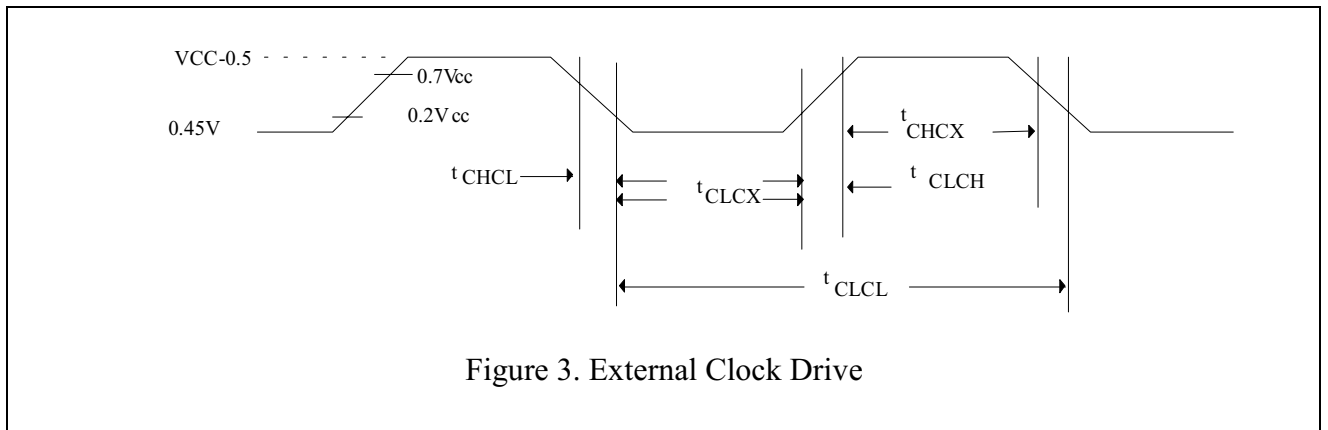 VCC-0.5
0.7Vcc
0.2Vcc
0.45V
tCHCX
tCHCL
tCLCX
tCLCH
tCLCL
Figure 3. External Clock Drive